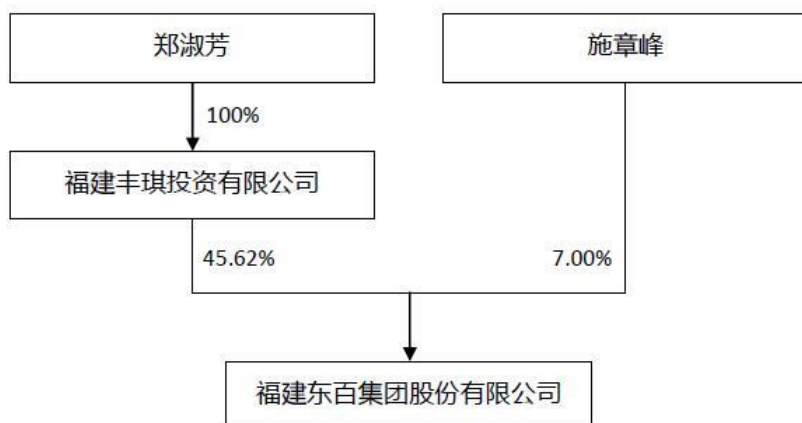 郑淑芳
施章峰
100%
福建丰琪投资有限公司
45.62%
7.00%
福建东百集团股份有限公司